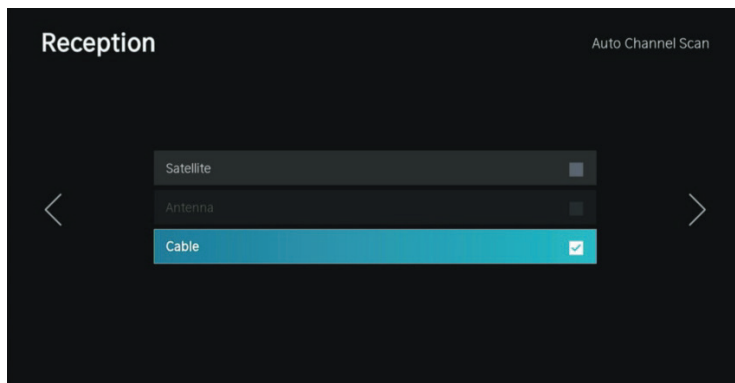 Reception
Auto Channel Scan
Satellite
Antenna
Cable